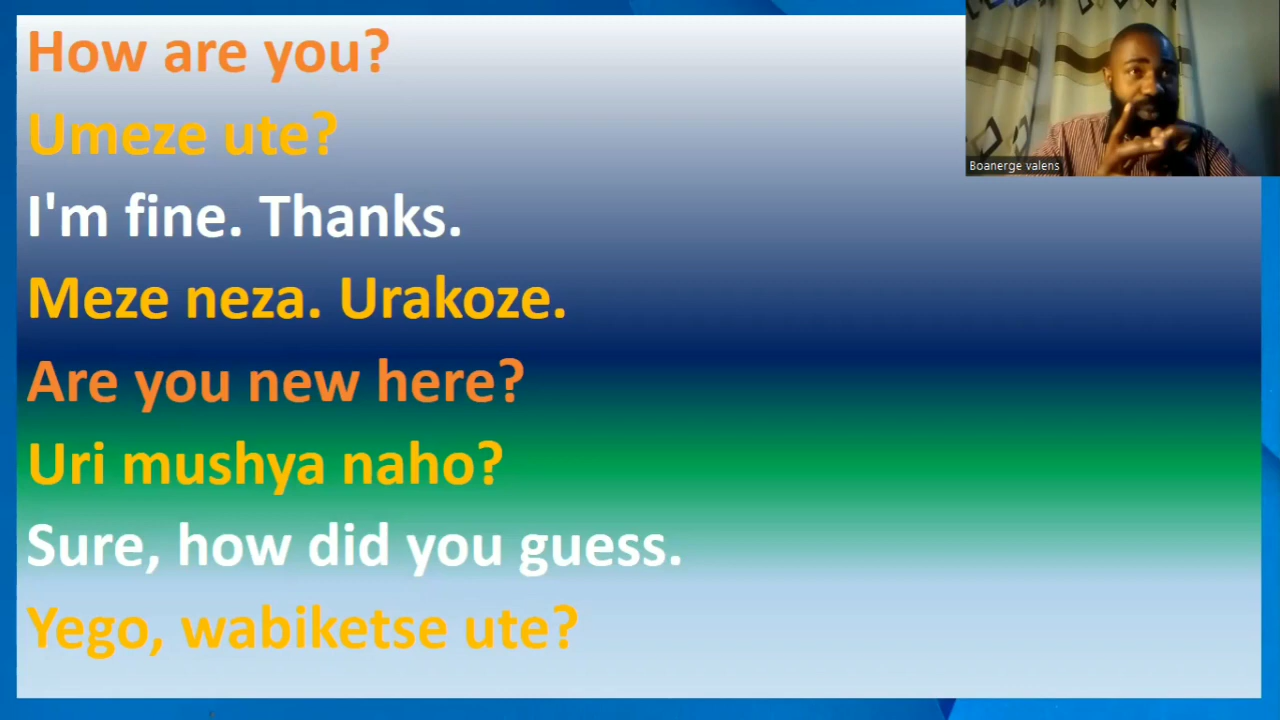 How are you?
Umeze ute?
I'm fine. Thanks.
Meze neza. Urakoze.
Are you new here?
Uri mushya naho?
Sure, how did you guess.
Yego, wabiketse ute?
Boanerge valens